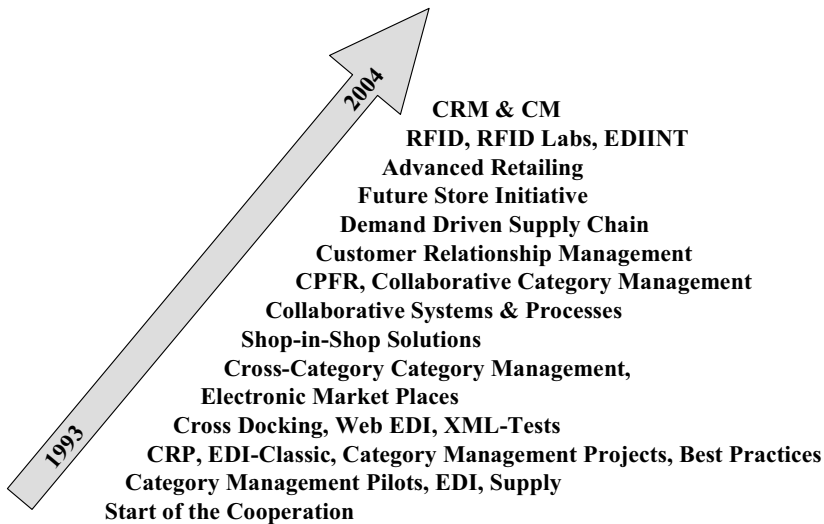 2004
CRM & CM
RFID, RFID Labs, EDIINT
Advanced Retailing
Future Store Initiative
Demand Driven Supply Chain
Customer Relationship Management
CPFR, Collaborative Category Management
Collaborative Systems & Processes
Shop-in-Shop Solutions
Cross-Category Category Management,
Electronic Market Places
Cross Docking, Web EDI, XML-Tests
1993
CRP, EDI-Classic, Category Management Projects, Best Practices
Category Management Pilots, EDI, Supply
Start of the Cooperation